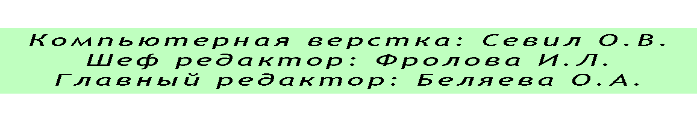 Компьютерная верстка: Севил О.В.
Шеф редактор: Фролова И.Л.
Главный редактор: Беляева О.А.